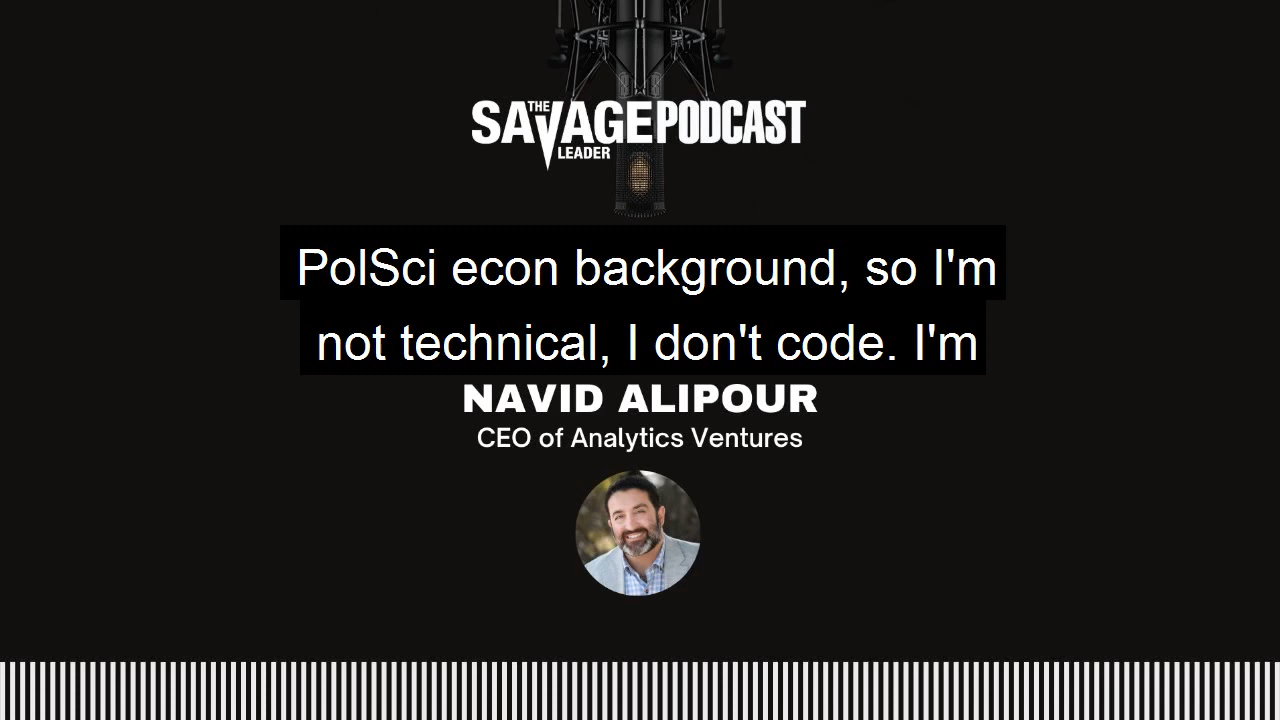 THE
SAVAGE PODCAST
LEADER
PolSci econ background, so I'm
not technical, I don't code. I'm
NAVID ALIPOUR
CEO of Analytics Ventures